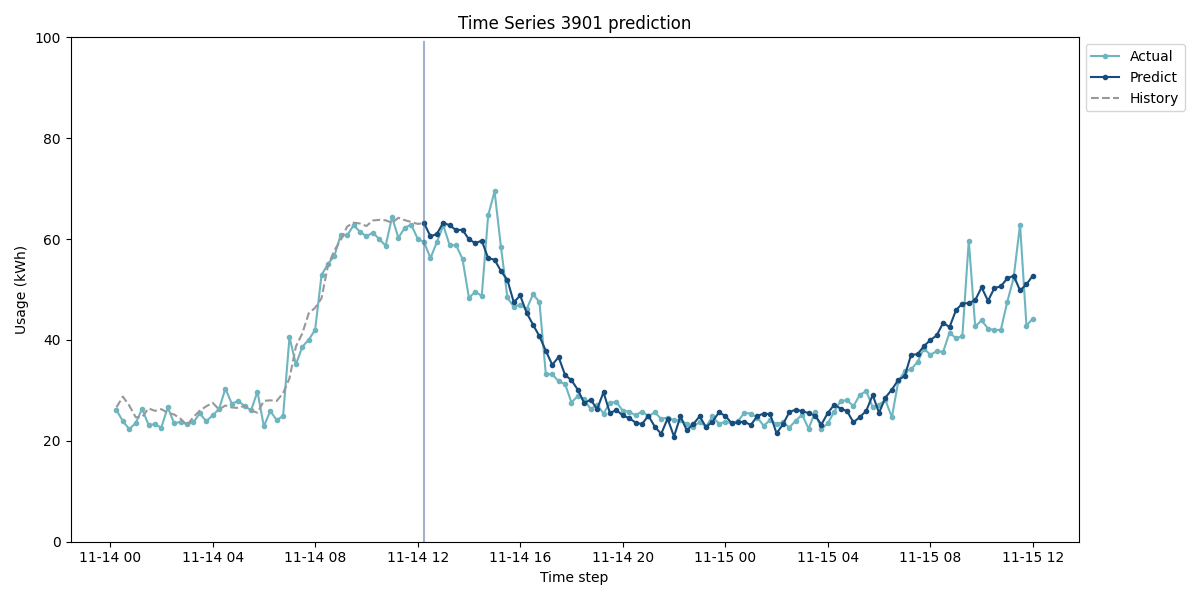 Time Series 3901 prediction
100
80
60
40
20
0
Usage (kWh)
11-14 00 11-14 04 11-14 08 11-14 12 11-14 16 11-14 20 11-15 00 11-15 04 11-15 08 11-15 12
Time step
Actual
Predict
History